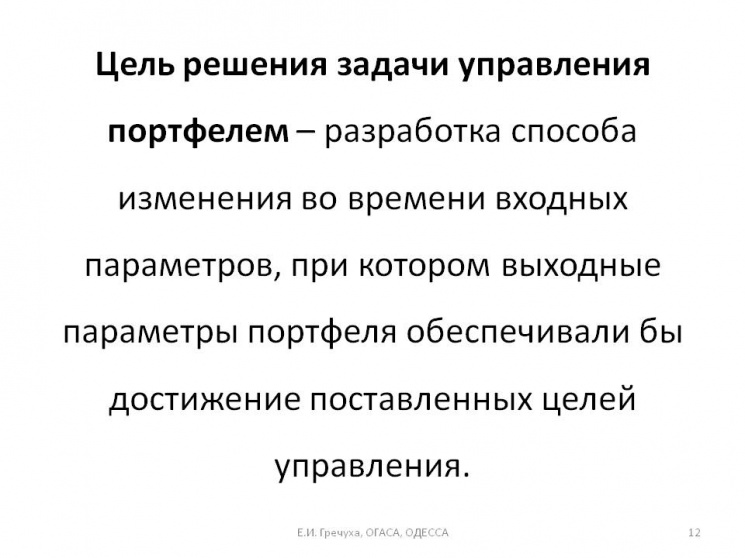 Цель решения задачи управления
портфелем – разработка способа
изменения во времени входных
параметров, при котором выходные
параметры портфеля обеспечивали бы
достижение поставленных целей
управления.
Е.И. Гречуха, ОГАСА, ОДЕССА
12